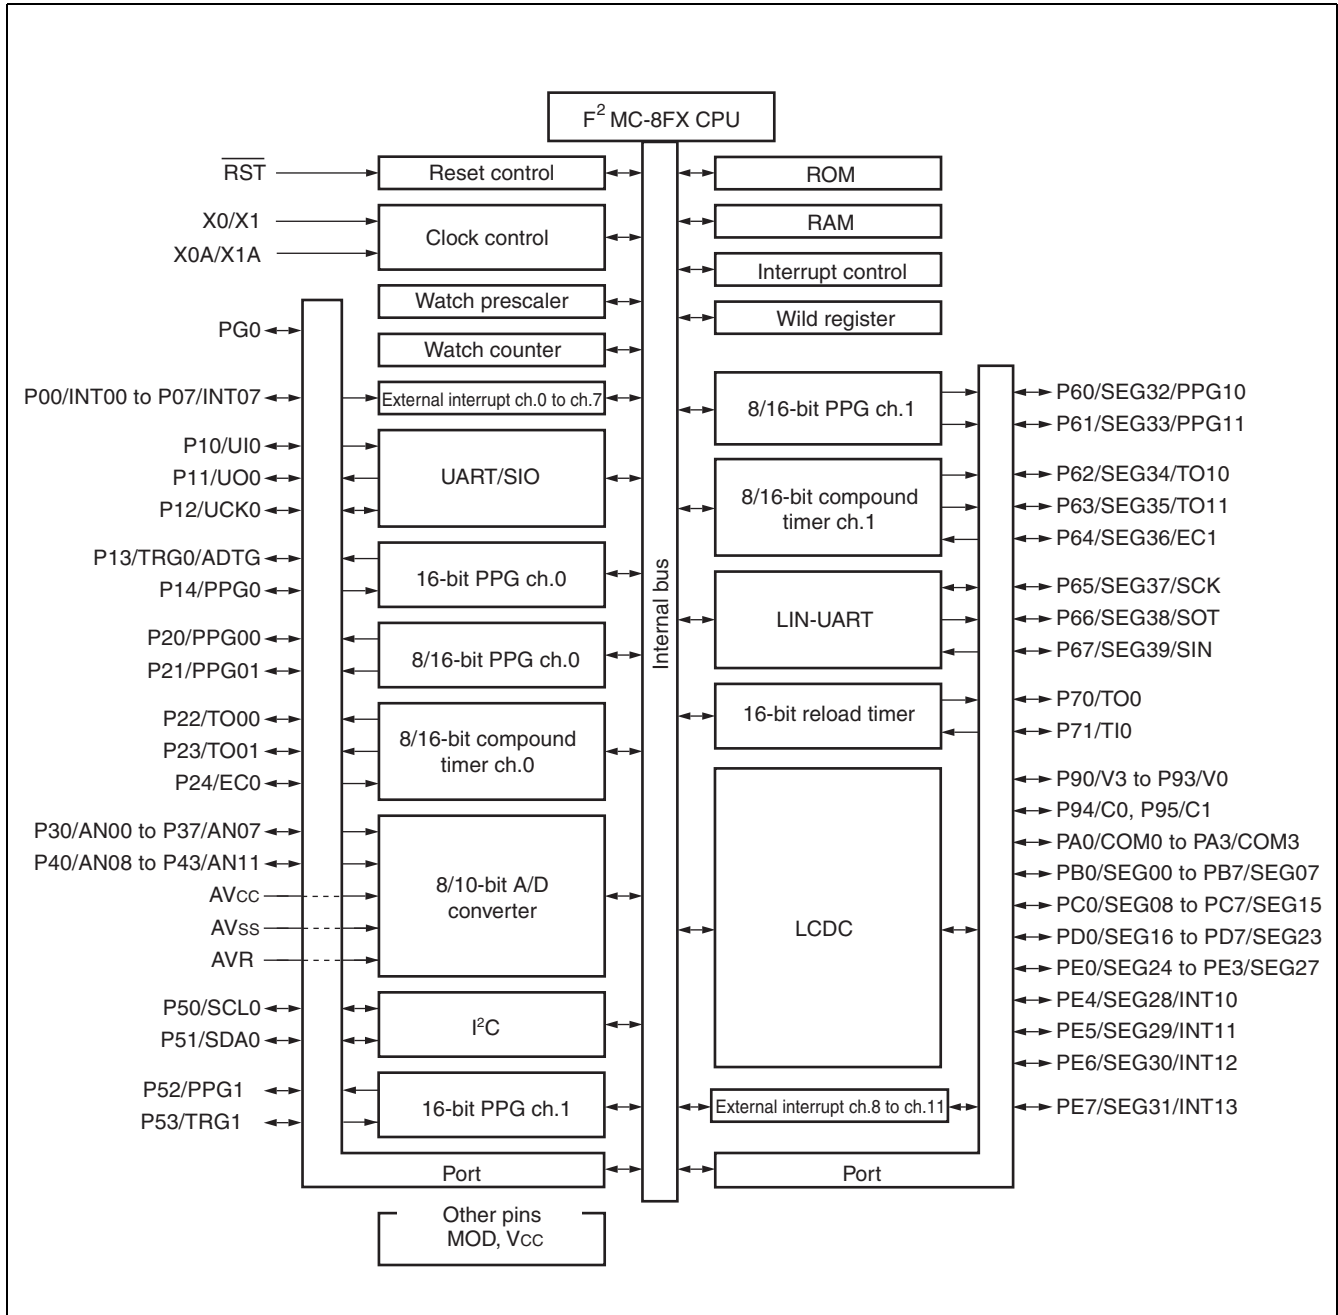 F2 MC-8FX CPU
RST
Reset control
ROM
X0/X1
X0A/X1A
Clock control
RAM
Interrupt control
Watch prescaler
Wild register
PG0
Watch counter
P00/INT00 to P07/INT07
External interrupt ch.0 to ch.7
P10/UI0
P11/UO0
P12/UCK0
UART/SIO
P13/TRG0/ADTG
P14/PPG0
16-bit PPG ch.0
P20/PPG00
P21/PPG01
8/16-bit PPG ch.0
P22/TO00
P23/TO01
P24/EC0
8/16-bit compound
timer ch.0
P30/AN00 to P37/AN07
P40/AN08 to P43/AN11
AVCC
AVSS
AVR
8/10-bit A/D
converter
P50/SCL0
P51/SDA0
I2C
P52/PPG1
P53/TRG1
16-bit PPG ch.1
Port
Internal bus
8/16-bit PPG ch.1
P60/SEG32/PPG10
P61/SEG33/PPG11
8/16-bit compound
timer ch.1
P62/SEG34/TO10
P63/SEG35/TO11
P64/SEG36/EC1
LIN-UART
P65/SEG37/SCK
P66/SEG38/SOT
P67/SEG39/SIN
16-bit reload timer
P70/TO0
P71/TI0
LCDC
P90/V3 to P93/V0
P94/C0, P95/C1
PA0/COM0 to PA3/COM3
PB0/SEG00 to PB7/SEG07
PC0/SEG08 to PC7/SEG15
PD0/SEG16 to PD7/SEG23
PE0/SEG24 to PE3/SEG27
PE4/SEG28/INT10
PE5/SEG29/INT11
PE6/SEG30/INT12
External interrupt ch.8 to ch.11
PE7/SEG31/INT13
Port
Other pins
MOD, VCC